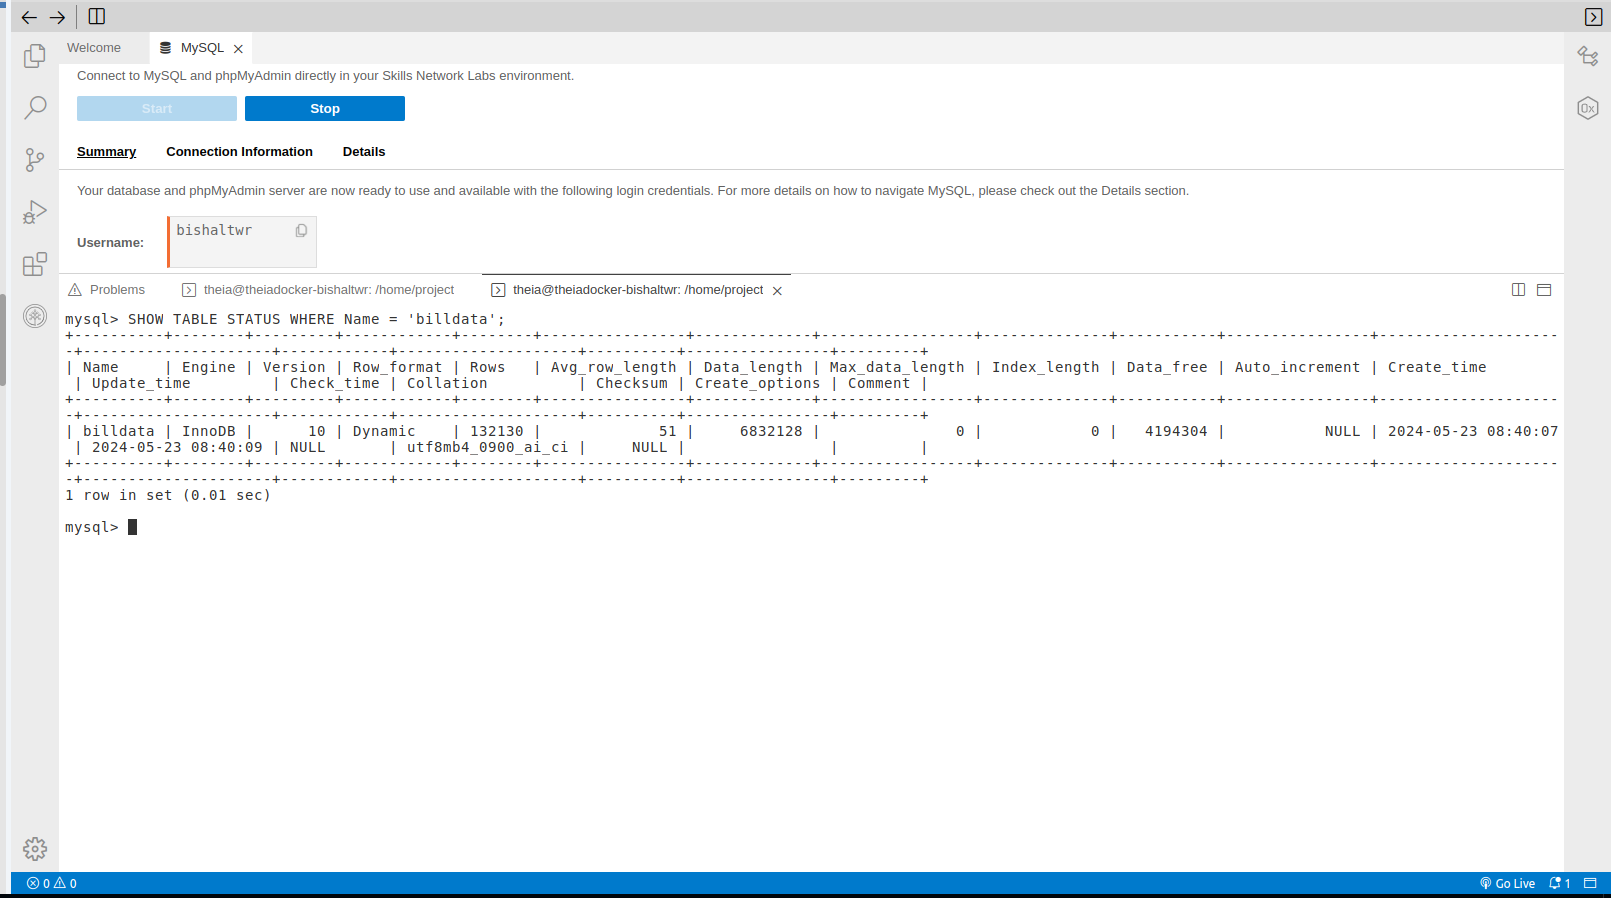 Welcome
MySQL
Connect to MySQL and phpMyAdmin directly in your Skills Network Labs environment.
Start
Stop
Summary
Connection Information
Details
Your database and phpMyAdmin server are now ready to use and available with the following login credentials. For more details on how to navigate MySQL, please check out the Details section.
Username:
bishaltwr
Problems
theia@theiadocker-bishaltwr: /home/project
theia@theiadocker-bishaltwr: /home/project
mysql> SHOW TABLE STATUS WHERE Name = 'billdata';
+----------+--------+---------+------------+--------+----------------+-------------+-----------------+--------------+-----------+----------------+--------------------
-+---------------------+------------+--------------------+----------+----------------+---------+
| Name     | Engine | Version | Row_format | Rows   | Avg_row_length | Data_length | Max_data_length | Index_length | Data_free | Auto_increment | Create_time
 | Update_time         | Check_time | Collation          | Checksum | Create_options | Comment |
+----------+--------+---------+------------+--------+----------------+-------------+-----------------+--------------+-----------+----------------+--------------------
-+---------------------+------------+--------------------+----------+----------------+---------+
| billdata | InnoDB |      10 | Dynamic    | 132130 |             51 |     6832128 |               0 |            0 |   4194304 |           NULL | 2024-05-23 08:40:07
 | 2024-05-23 08:40:09 | NULL       | utf8mb4_0900_ai_ci |     NULL |                |         |
+----------+--------+---------+------------+--------+----------------+-------------+-----------------+--------------+-----------+----------------+--------------------
-+---------------------+------------+--------------------+----------+----------------+---------+
1 row in set (0.01 sec)
mysql>
0 0
Go Live
1